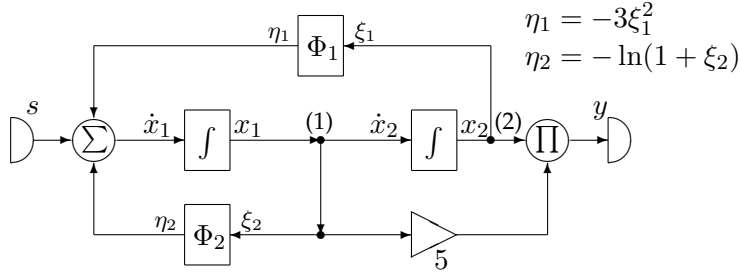 η₁ = −3ξ₁²
η₂ = − ln(1 + ξ₂)
η₁ Φ₁ ξ₁
s ∑ ẋ₁ ∫ x₁ (1) ẋ₂ ∫ x₂ (2) ∏ y
η₂ Φ₂ ξ₂ 5